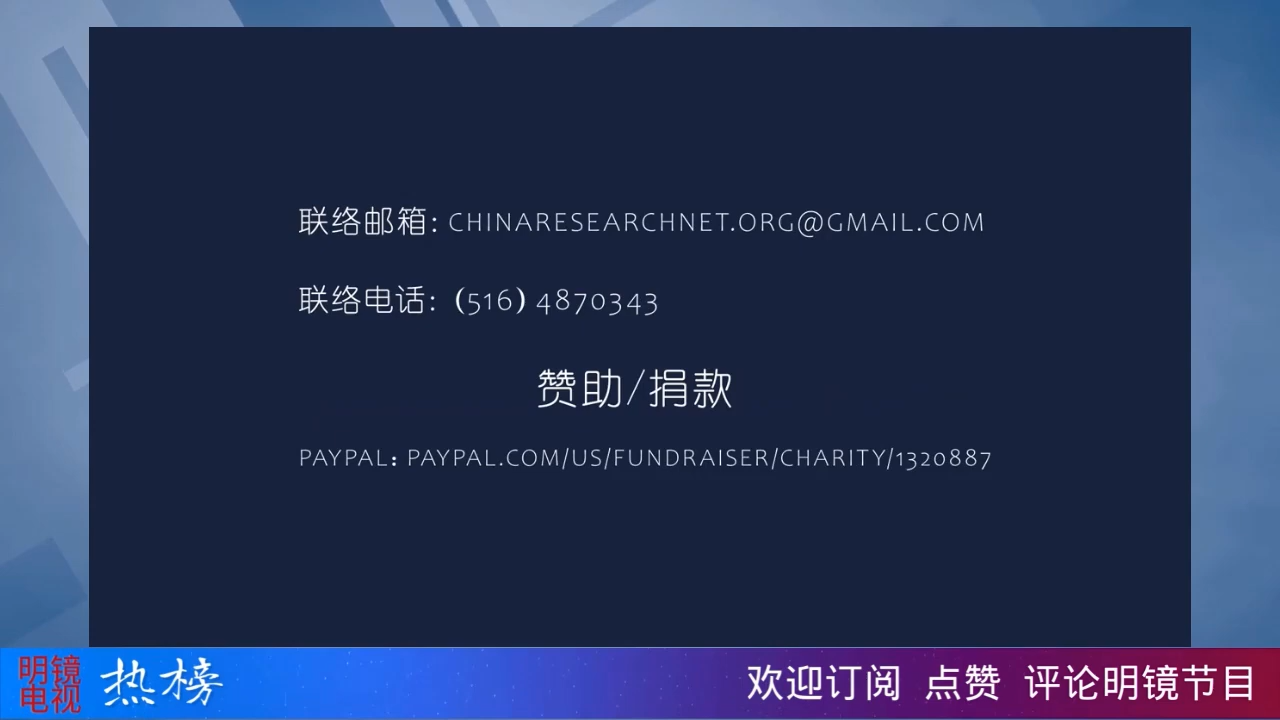 联络邮箱: CHINARESEARCHNET.ORG@GMAIL.COM
联络电话: (516) 4870343
赞助/捐款
PAYPAL: PAYPAL.COM/US/FUNDRAISER/CHARITY/1320887
明镜
电视
热榜
欢迎订阅 点赞 评论明镜节目